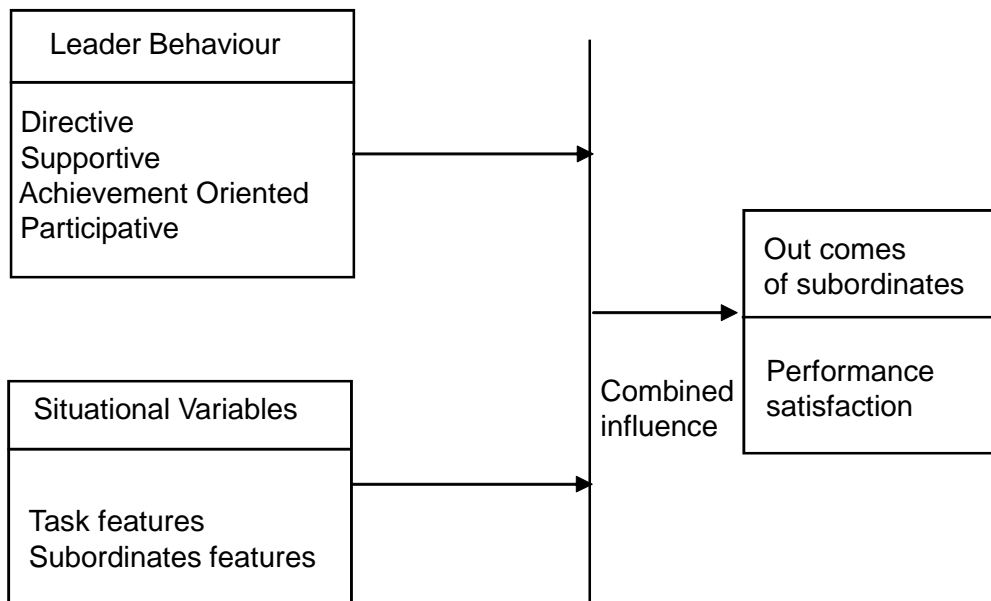 Leader Behaviour
Directive
Supportive
Achievement Oriented
Participative
Situational Variables
Task features
Subordinates features
Combined
influence
Out comes
of subordinates
Performance
satisfaction